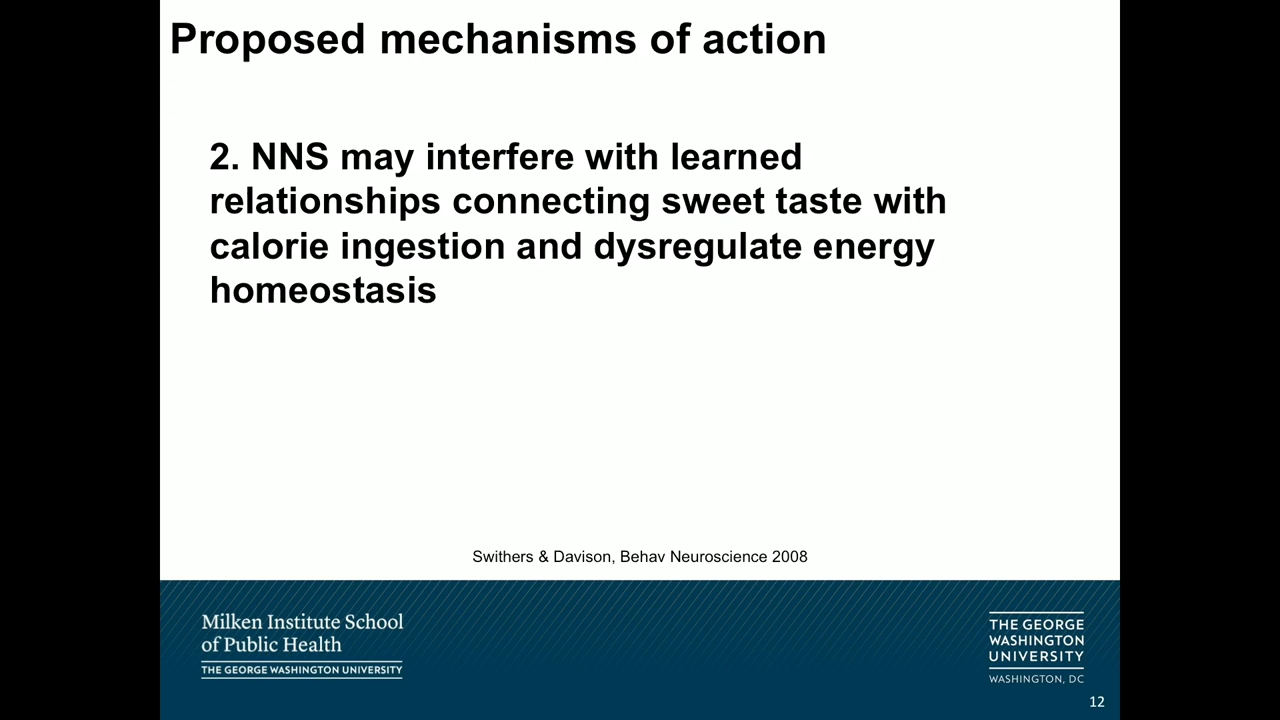 Proposed mechanisms of action
2. NNS may interfere with learned
relationships connecting sweet taste with
calorie ingestion and dysregulate energy
homeostasis
Swithers & Davison, Behav Neuroscience 2008
Milken Institute School
of Public Health
THE GEORGE WASHINGTON UNIVERSITY
THE GEORGE
WASHINGTON
UNIVERSITY
WASHINGTON, DC
12